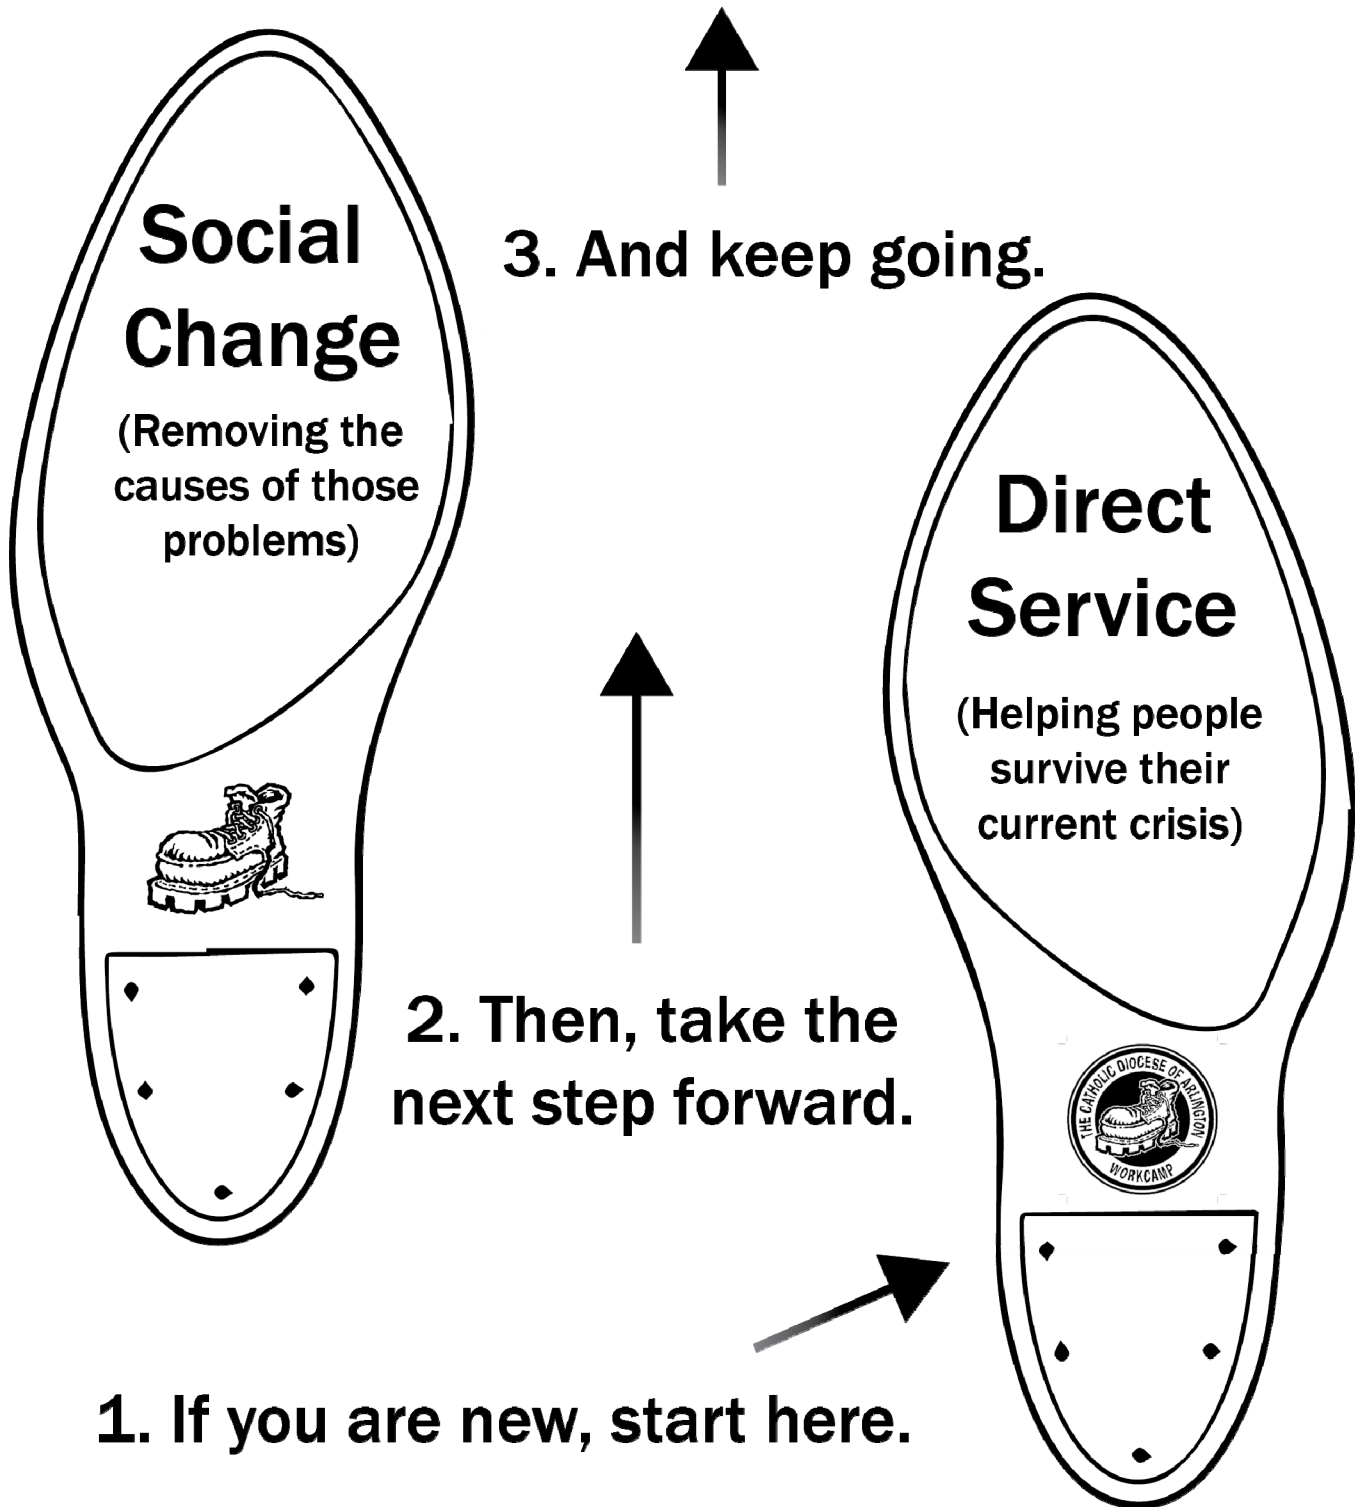 Social
Change
(Removing the
causes of those
problems)
3. And keep going.
Direct
Service
(Helping people
survive their
current crisis)
2. Then, take the
next step forward.
THE CATHOLIC DIOCESE OF ARLINGTON
WORKCAMP
1. If you are new, start here.